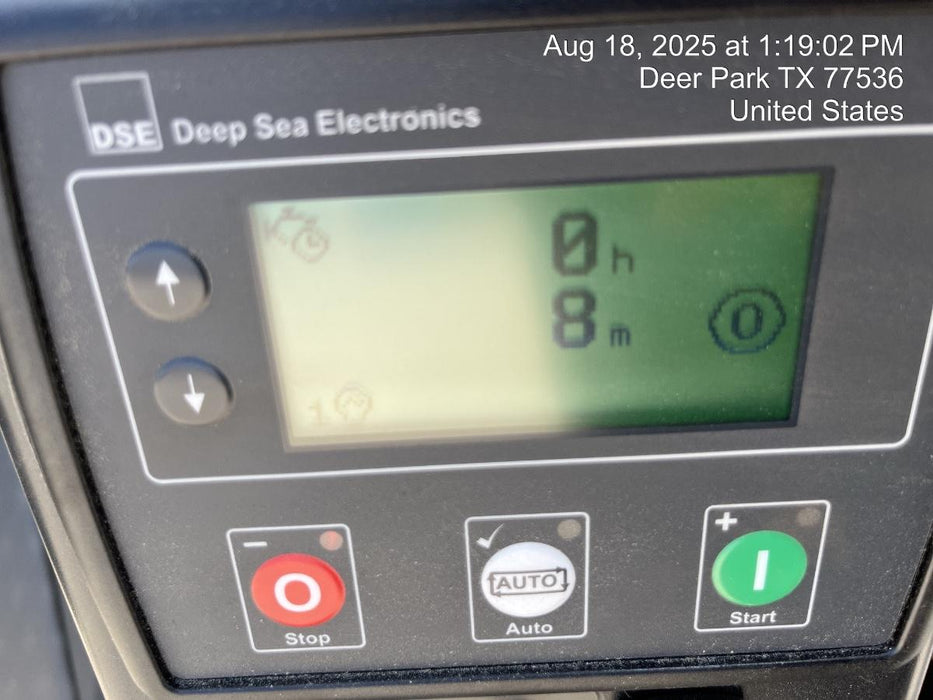 Aug 18, 2025 at 1:19:02 PM
Deer Park TX 77536
United States
DSE Deep Sea Electronics
0 h
8 m
0
1
Stop
AUTO
Auto
Start